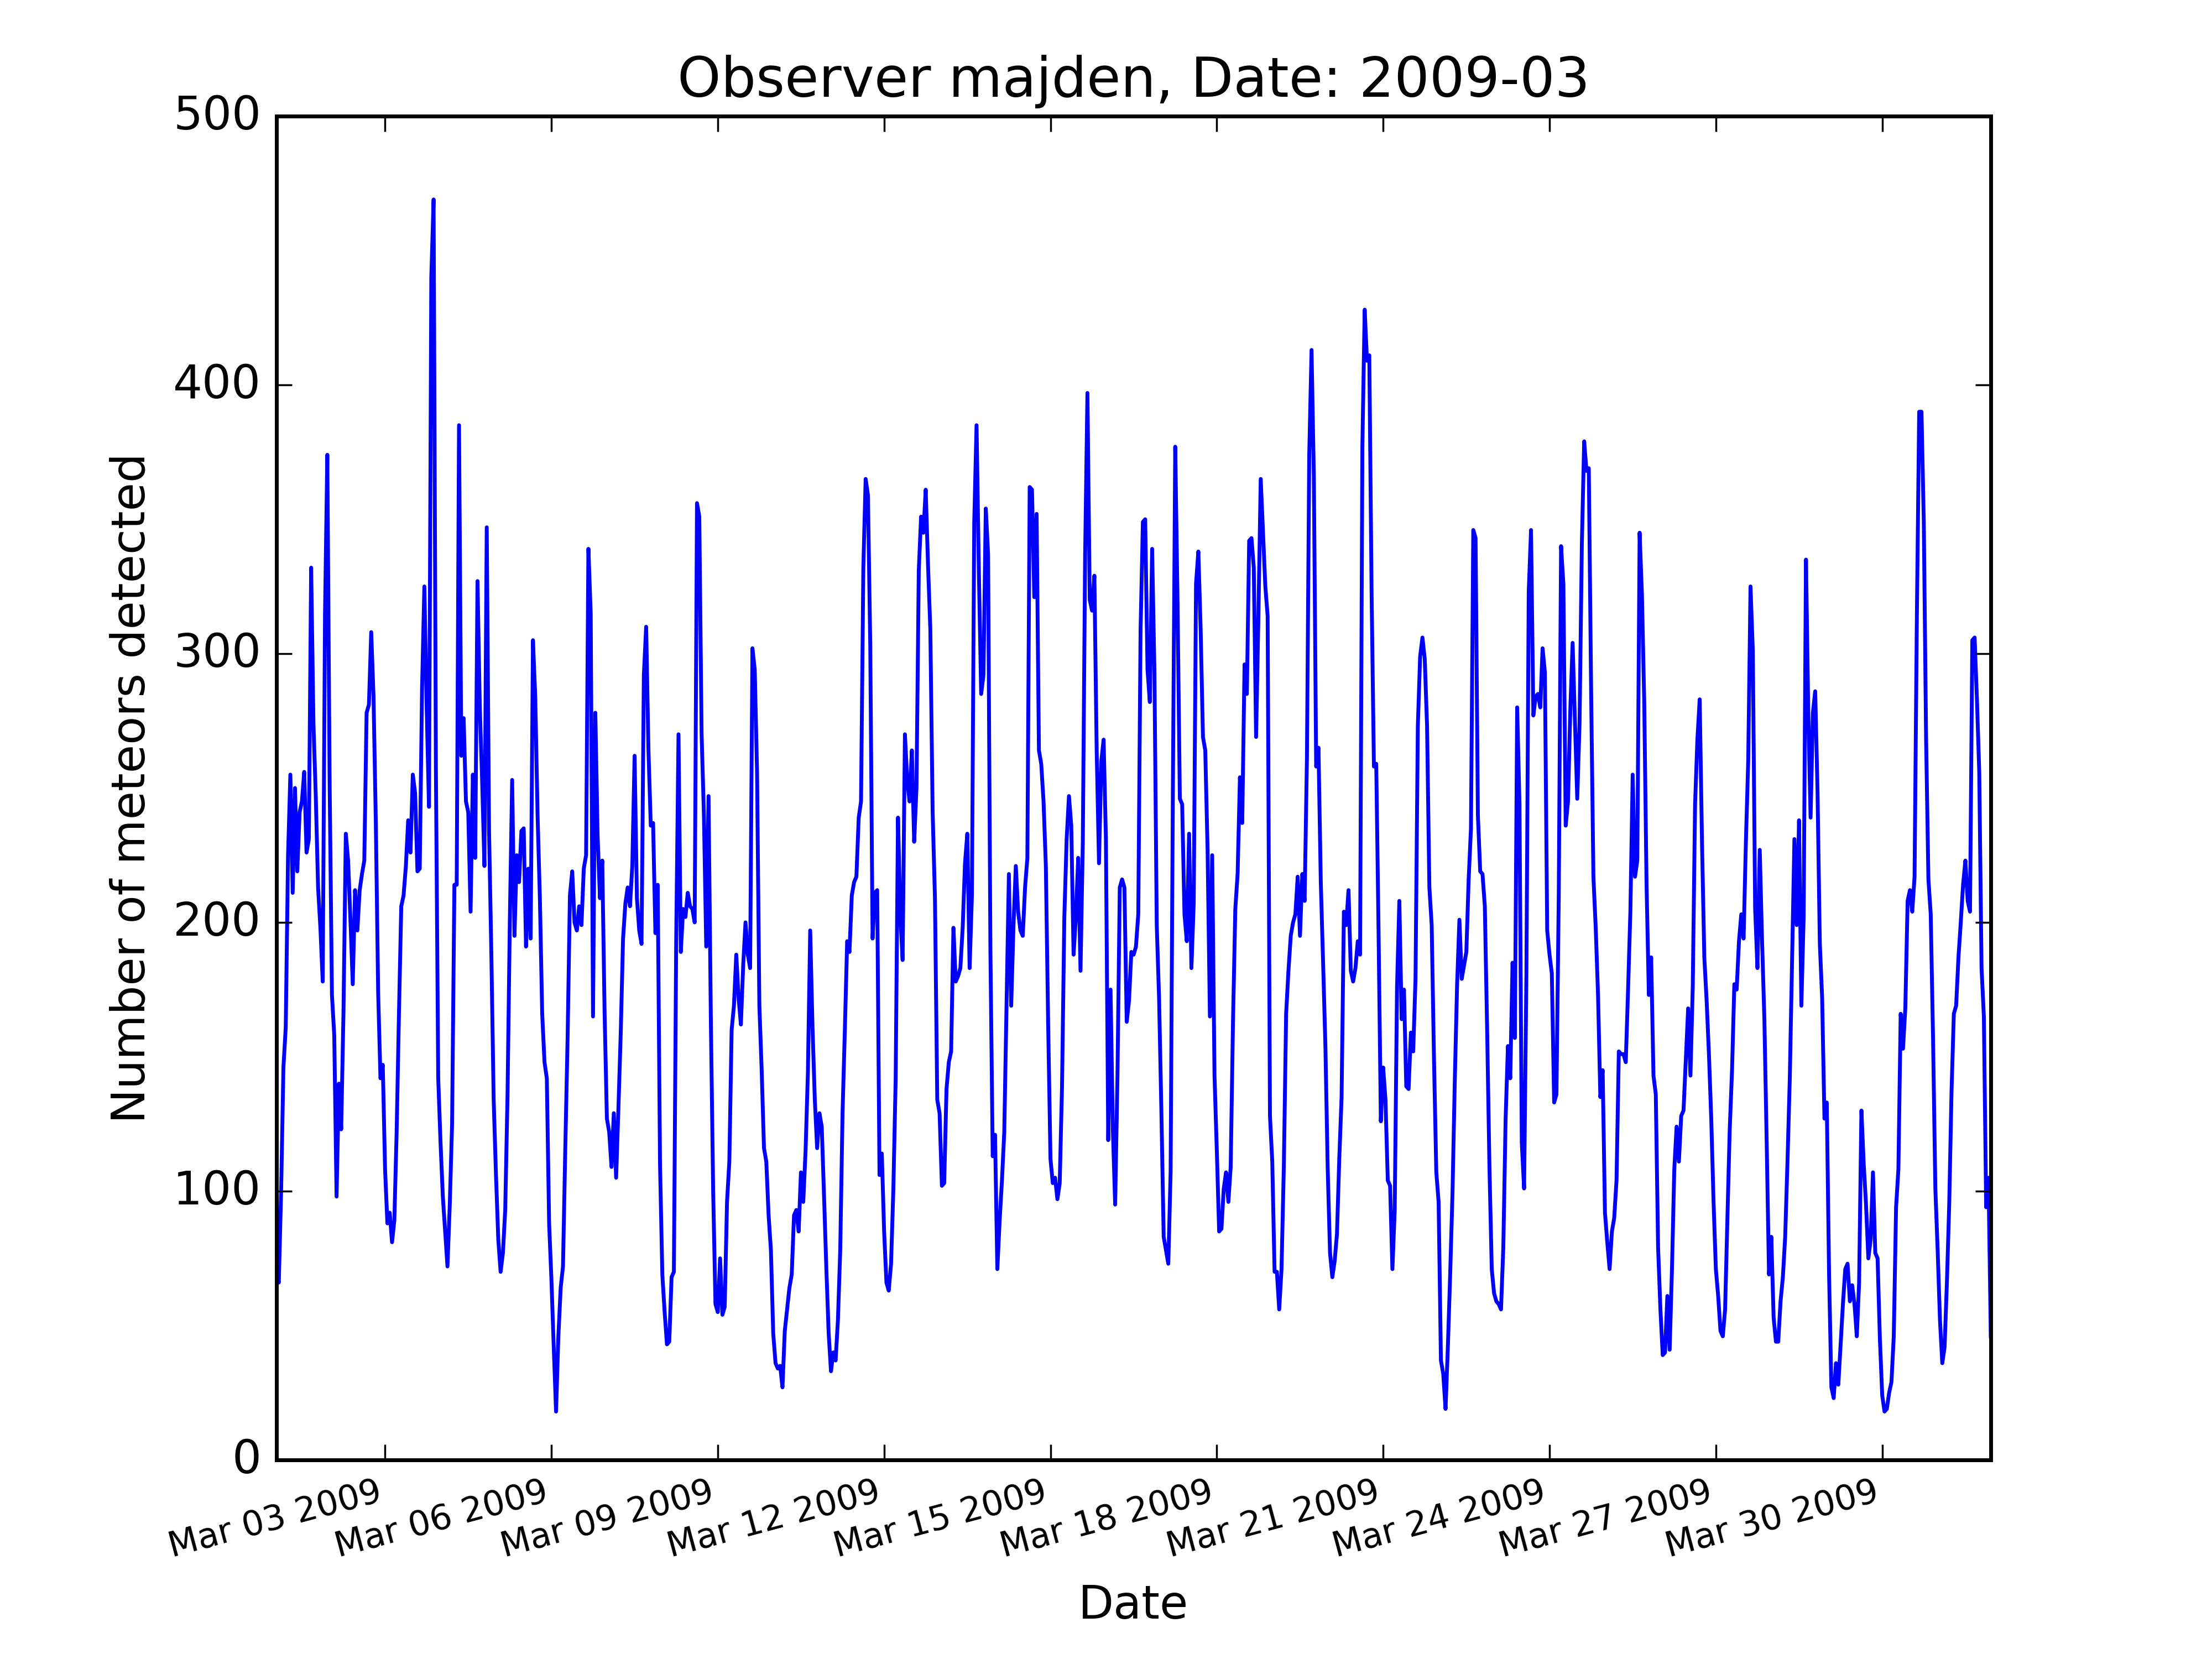 Observer majden, Date: 2009-03
500
400
300
200
100
0
Number of meteors detected
Mar 03 2009
Mar 06 2009
Mar 09 2009
Mar 12 2009
Mar 15 2009
Mar 18 2009
Mar 21 2009
Mar 24 2009
Mar 27 2009
Mar 30 2009
Date